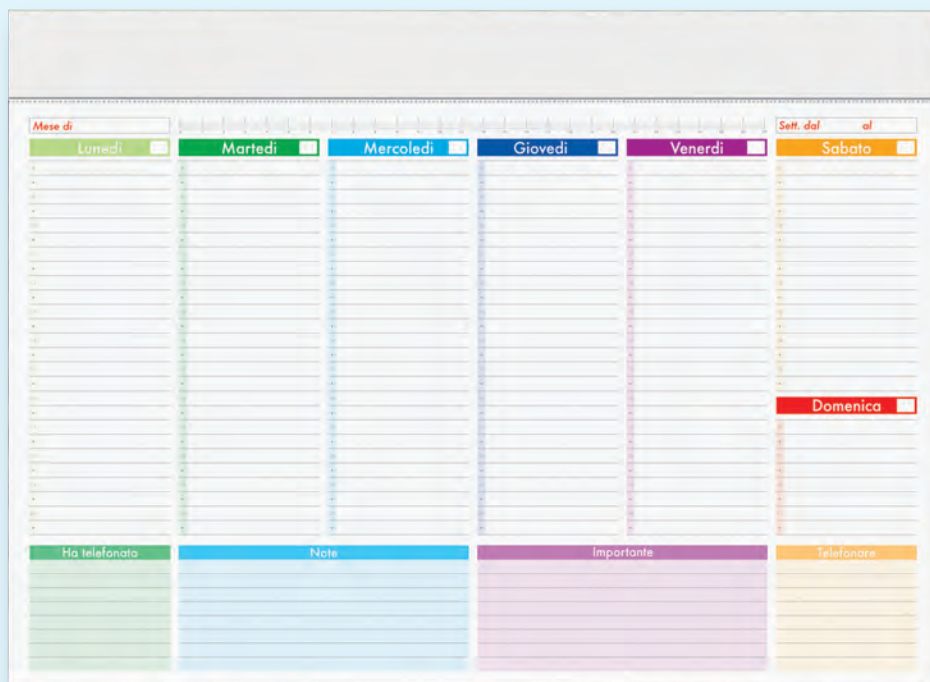 Mese di
Sett. dal al
Lunedì
Martedì
Mercoledì
Giovedì
Venerdì
Sabato
Domenica
Ha telefonato
Note
Importante
Telefonare